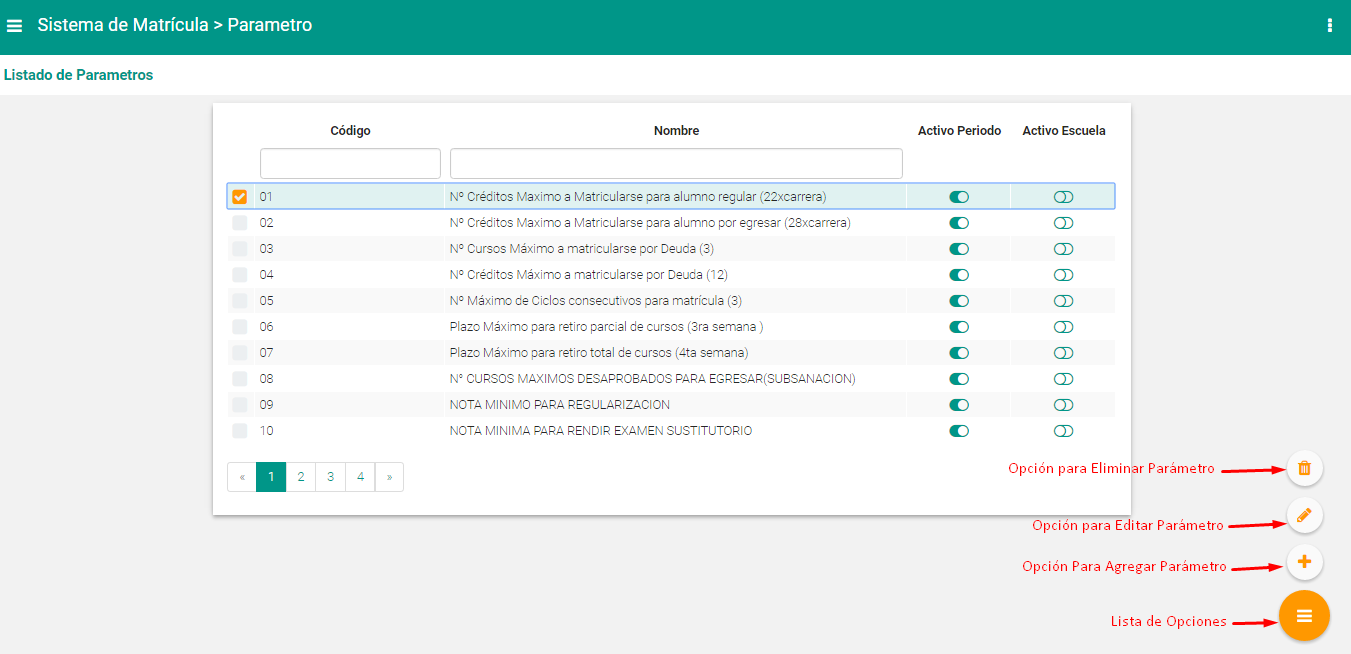 Sistema de Matrícula > Parametro
Listado de Parametros
Código Nombre Activo Periodo Activo Escuela
01 Nº Créditos Maximo a Matricularse para alumno regular (22xcarrera)
02 Nº Créditos Maximo a Matricularse para alumno por egresar (28xcarrera)
03 Nº Cursos Máximo a matricularse por Deuda (3)
04 Nº Créditos Máximo a matricularse por Deuda (12)
05 Nº Máximo de Ciclos consecutivos para matrícula (3)
06 Plazo Máximo para retiro parcial de cursos (3ra semana )
07 Plazo Máximo para retiro total de cursos (4ta semana)
08 N° CURSOS MAXIMOS DESAPROBADOS PARA EGRESAR(SUBSANACION)
09 NOTA MINIMO PARA REGULARIZACION
10 NOTA MINIMA PARA RENDIR EXAMEN SUSTITUTORIO
« 1 2 3 4 »
Opción para Eliminar Parámetro
Opción para Editar Parámetro
Opción Para Agregar Parámetro
Lista de Opciones